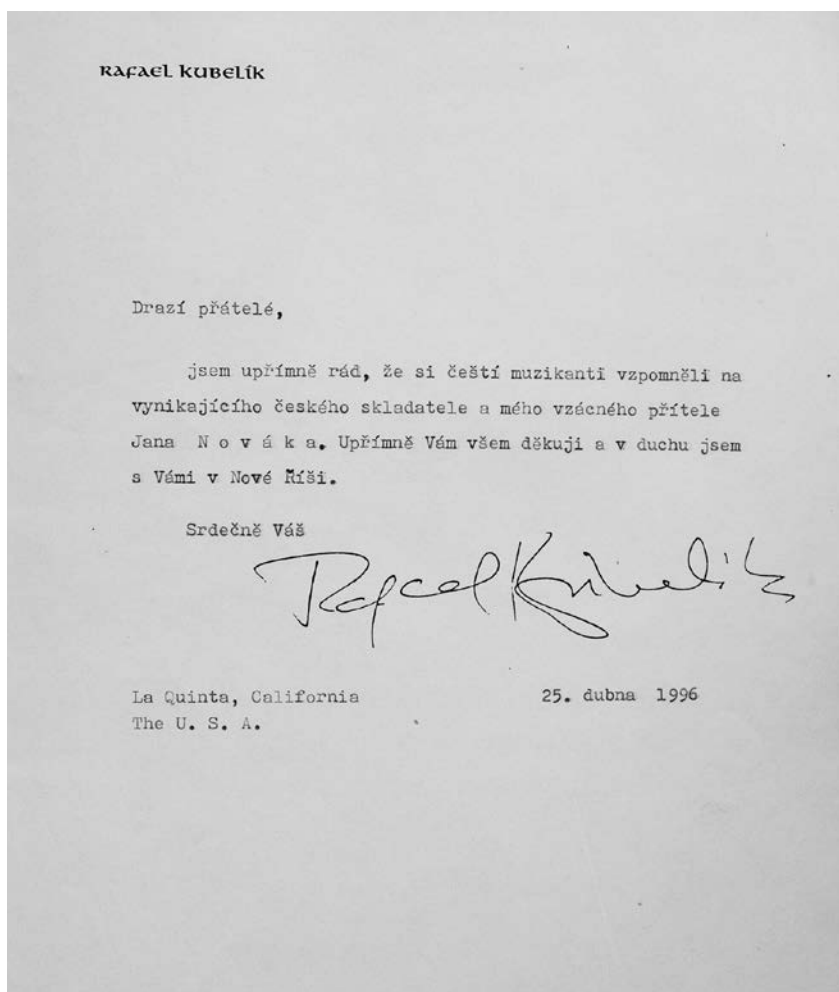 RAFAEL KUBELÍK
Drazí přátelé,
jsem upřímně rád, že si čeští muzikanti vzpomněli na
vynikajícího českého skladatele a mého vzácného přítele
Jana N o v á k a. Upřímně Vám všem děkuji a v duchu jsem
s Vámi v Nové Říši.
Srdečně Váš
Rafael Kubelík
La Quinta, California 25. dubna 1996
The U. S. A.